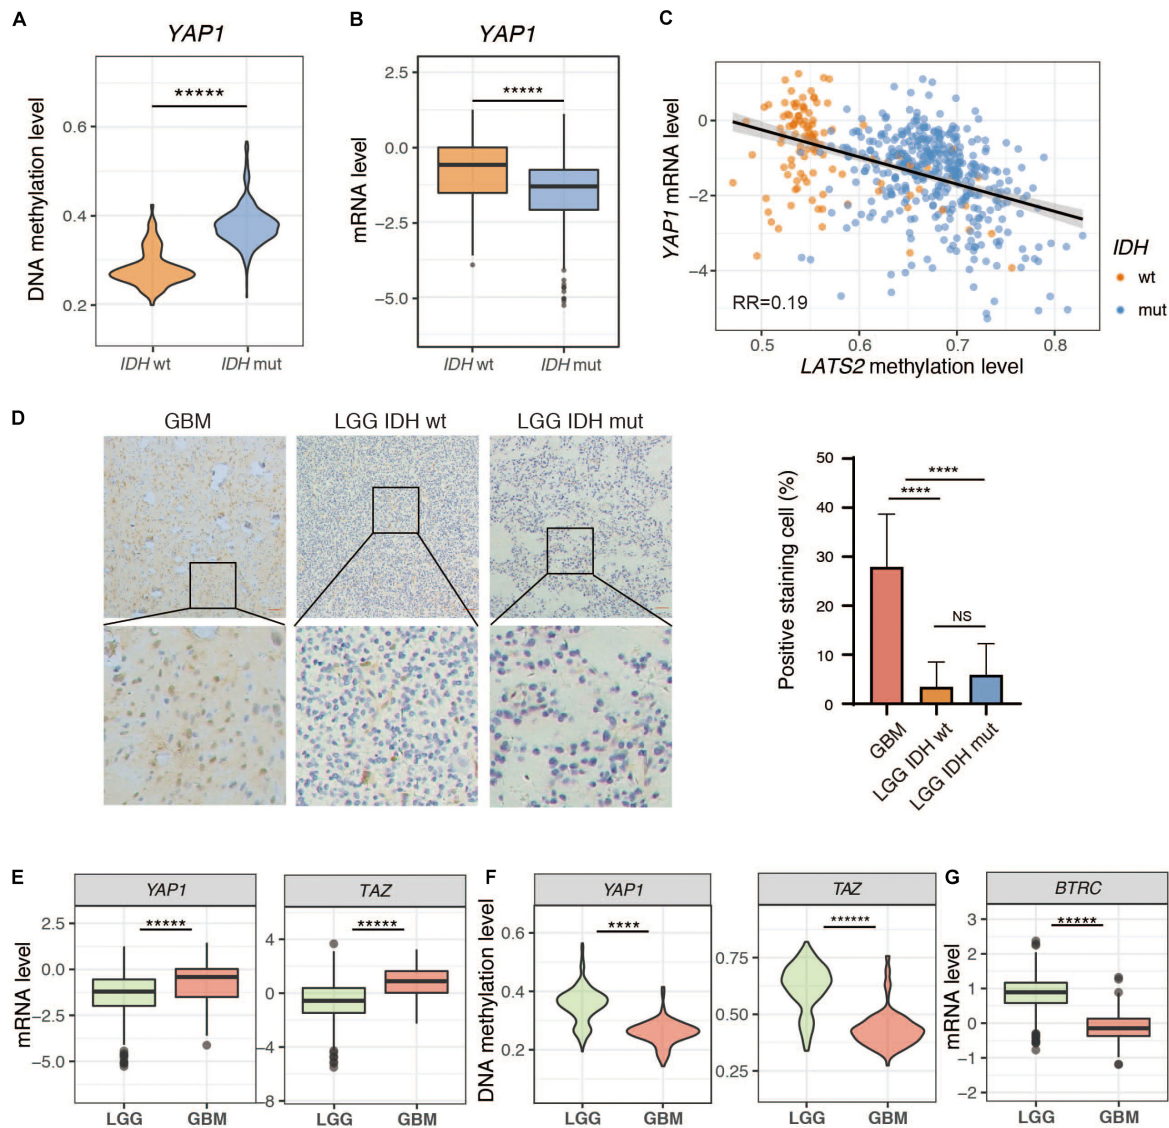 A
YAP1
*****
DNA methylation level
0.6
0.4
0.2
IDH wt
IDH mut
B
YAP1
*****
mRNA level
2.5
0.0
−2.5
−5.0
IDH wt
IDH mut
C
YAP1 mRNA level
0
−2
−4
RR=0.19
0.5
0.6
0.7
0.8
LATS2 methylation level
IDH
wt
mut
D
GBM
LGG IDH wt
LGG IDH mut
Positive staining cell (%)
50
40
30
20
10
0
****
****
NS
GBM
LGG IDH wt
LGG IDH mut
E
YAP1
*****
mRNA level
2.5
0.0
−2.5
−5.0
LGG
GBM
TAZ
*****
4
0
−4
−8
LGG
GBM
F
YAP1
****
DNA methylation level
0.6
0.4
0.2
LGG
GBM
TAZ
******
0.75
0.50
0.25
LGG
GBM
G
BTRC
*****
mRNA level
3
2
1
0
−1
−2
LGG
GBM